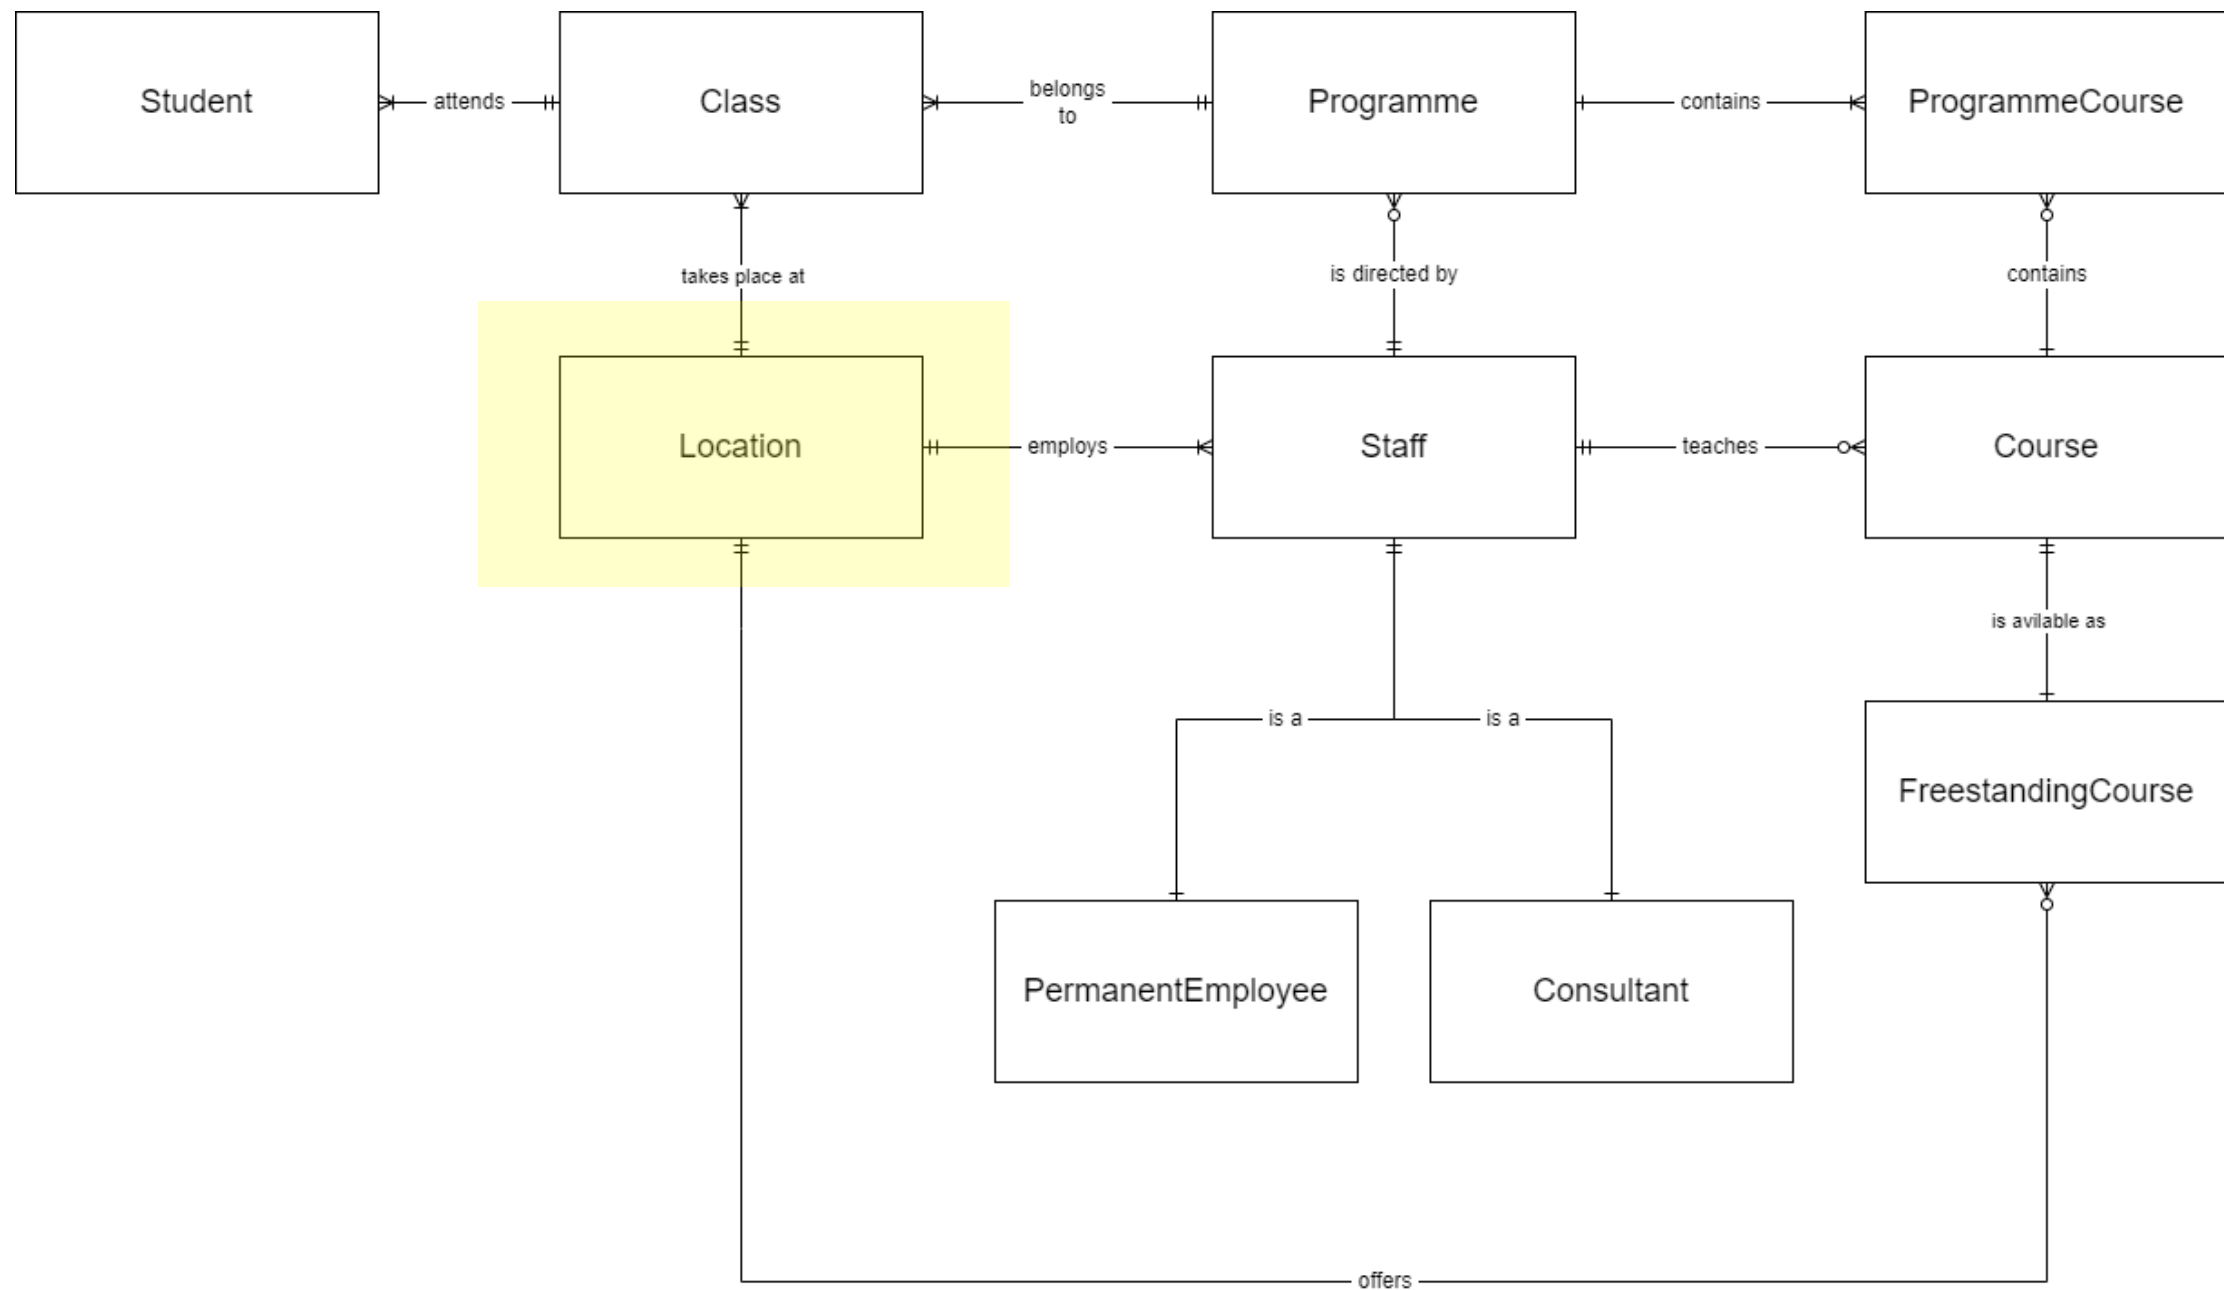 Student
attends
Class
belongs
to
Programme
contains
ProgrammeCourse
takes place at
is directed by
contains
Location
employs
Staff
teaches
Course
is avilable as
is a
is a
FreestandingCourse
PermanentEmployee
Consultant
offers